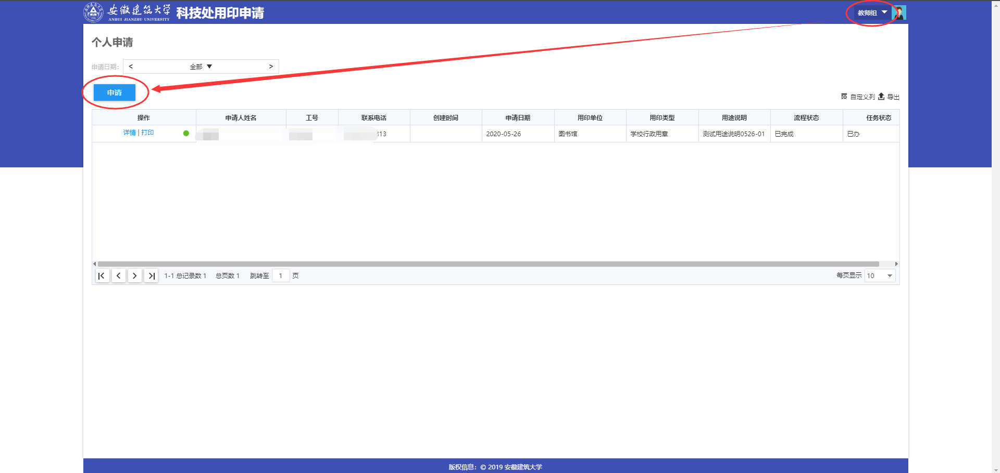 安徽建筑大学 科技处用印申请 教师组
ANHUI JIANZHU UNIVERSITY
个人申请
申请日期： < 全部 ▼ >
申请
自定义列 导出
操作 申请人姓名 工号 联系电话 创建时间 申请日期 用印单位 用印类型 用途说明 流程状态 任务状态
详情 | 打印 313 2020-05-26 图书馆 学校行政用章 测试用途说明0526-01 已完成 已办
1-1 总记录数 1 总页数 1 跳转至 1 页 每页显示 10
版权信息：© 2019 安徽建筑大学